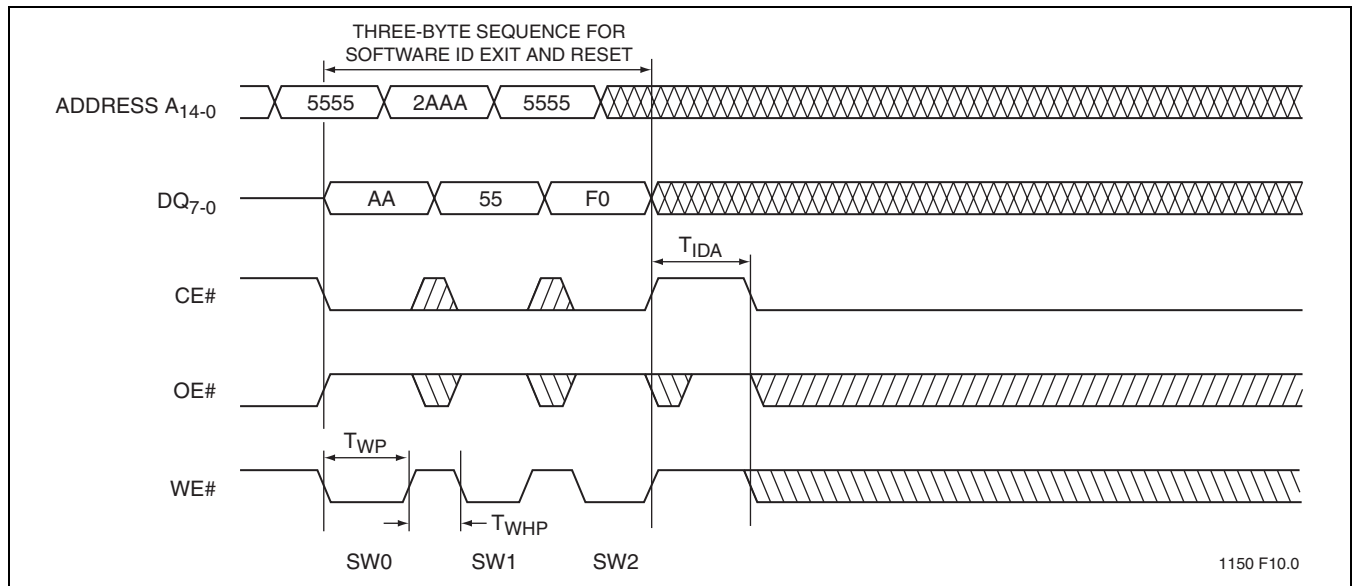 THREE-BYTE SEQUENCE FOR
SOFTWARE ID EXIT AND RESET
ADDRESS A14-0
5555 2AAA 5555
DQ7-0
AA 55 F0
TIDA
CE#
OE#
TWP
WE#
TWHP
SW0 SW1 SW2
1150 F10.0